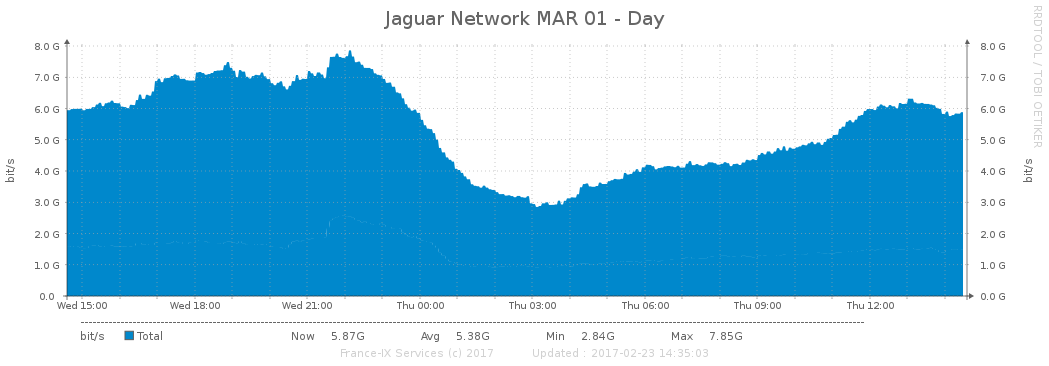 Jaguar Network MAR 01 - Day
RRDTOOL / TOBI OETIKER
8.0 G 8.0 G
7.0 G 7.0 G
6.0 G 6.0 G
5.0 G 5.0 G
4.0 G 4.0 G
3.0 G 3.0 G
2.0 G 2.0 G
1.0 G 1.0 G
0.0 0.0 G
bit/s
bit/s
Wed 15:00 Wed 18:00 Wed 21:00 Thu 00:00 Thu 03:00 Thu 06:00 Thu 09:00 Thu 12:00
bit/s Total Now 5.87G Avg 5.38G Min 2.84G Max 7.85G
France-IX Services (c) 2017 Updated : 2017-02-23 14:35:03